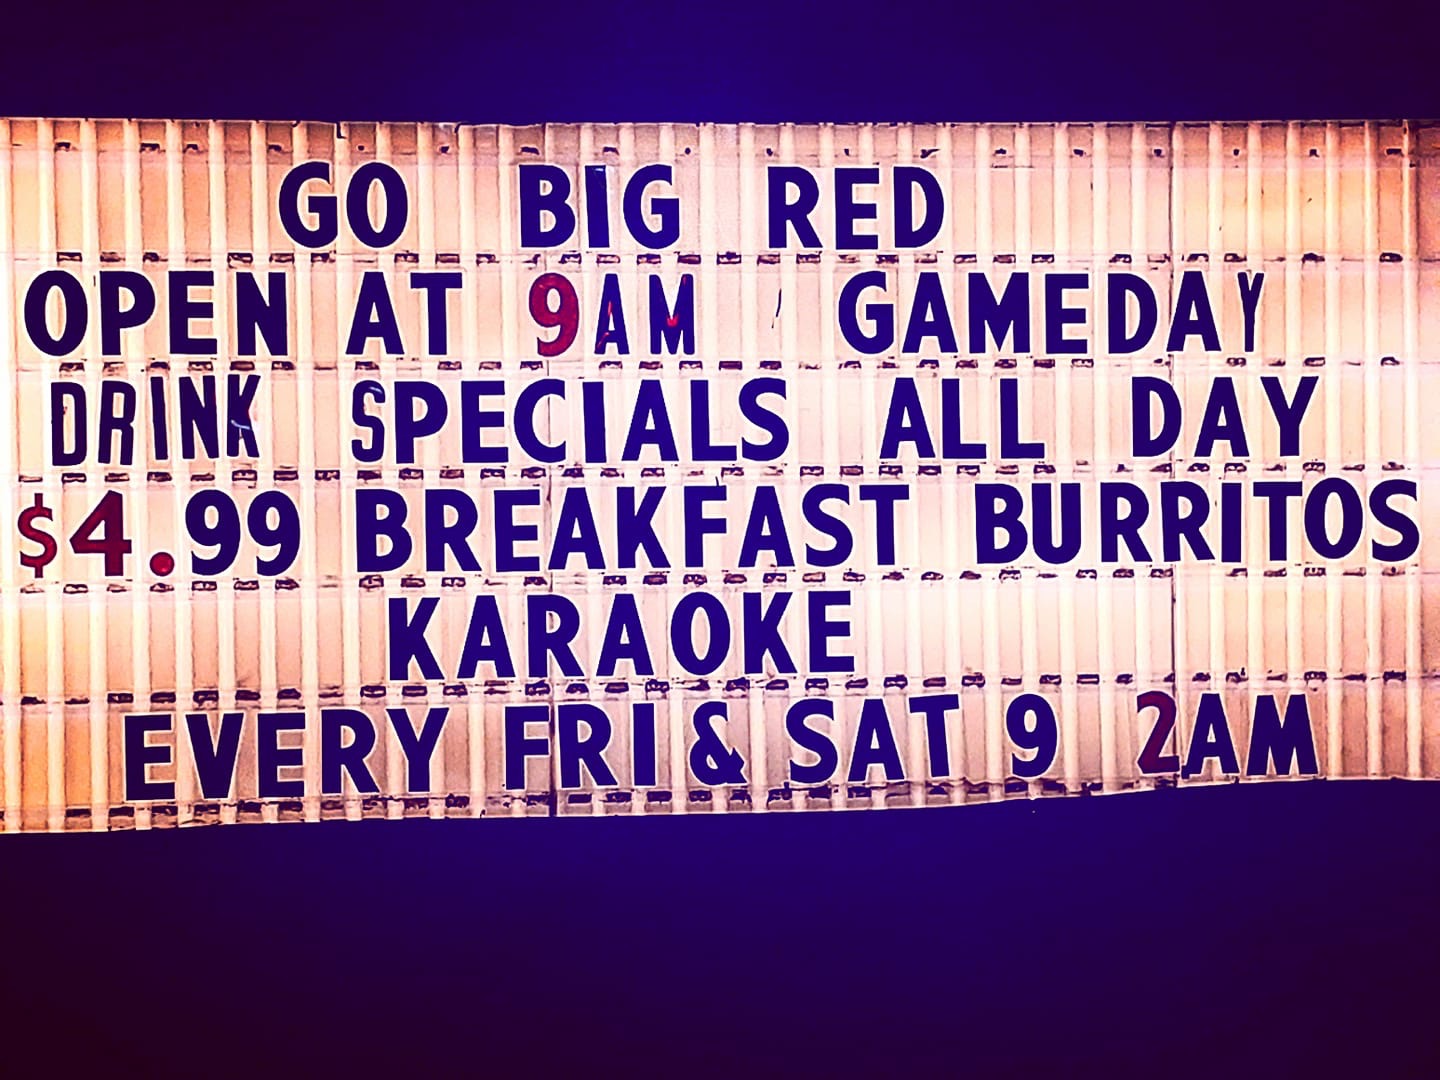 GO BIG RED
OPEN AT 9AM GAMEDAY
DRINK SPECIALS ALL DAY
$4.99 BREAKFAST BURRITOS
KARAOKE
EVERY FRI & SAT 9 2AM